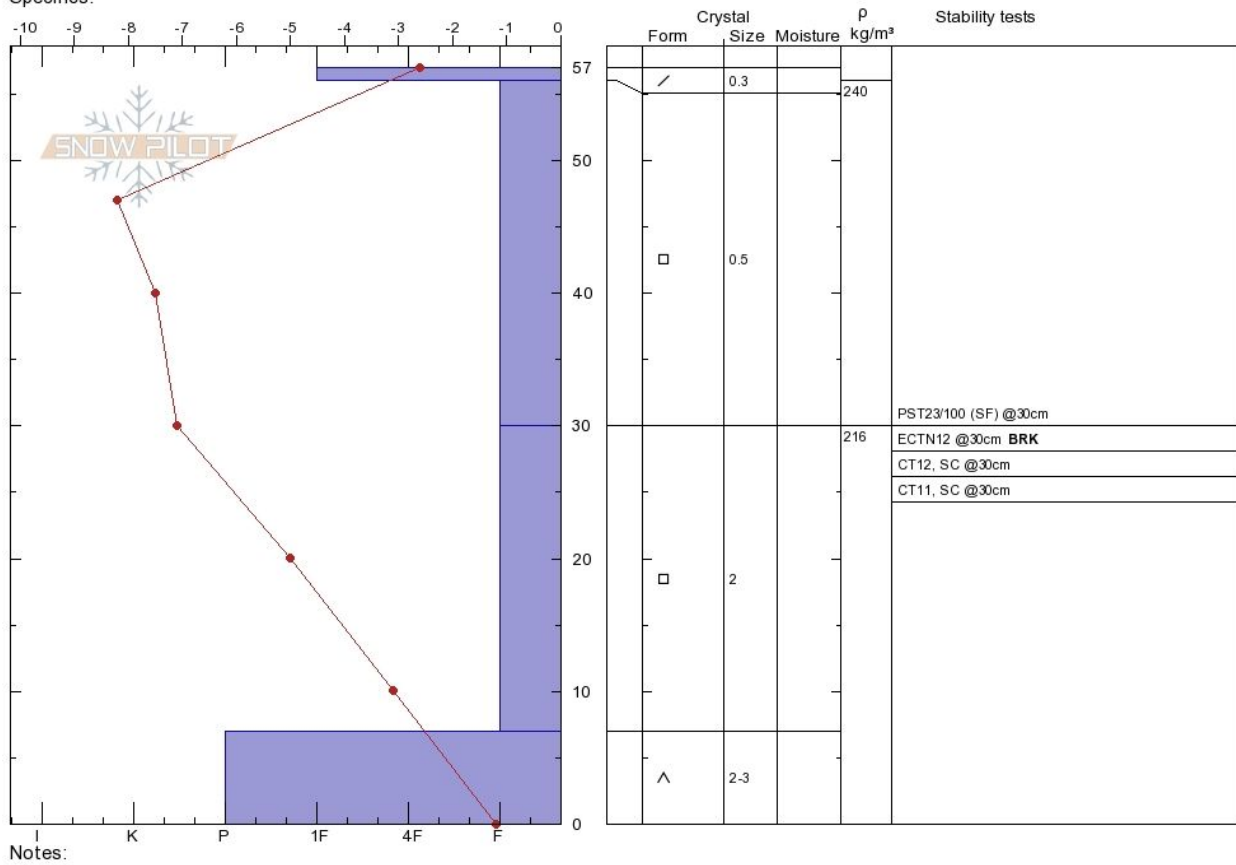 Crystal ρ Stability tests
Form Size Moisture kg/m³
-10 -9 -8 -7 -6 -5 -4 -3 -2 -1 0
57
0.3
240
SNOW PILOT
50
0.5
40
PST23/100 (SF) @30cm
30
216 ECTN12 @30cm BRK
CT12, SC @30cm
CT11, SC @30cm
20
2
10
2-3
0
I K P 1F 4F F
Notes: